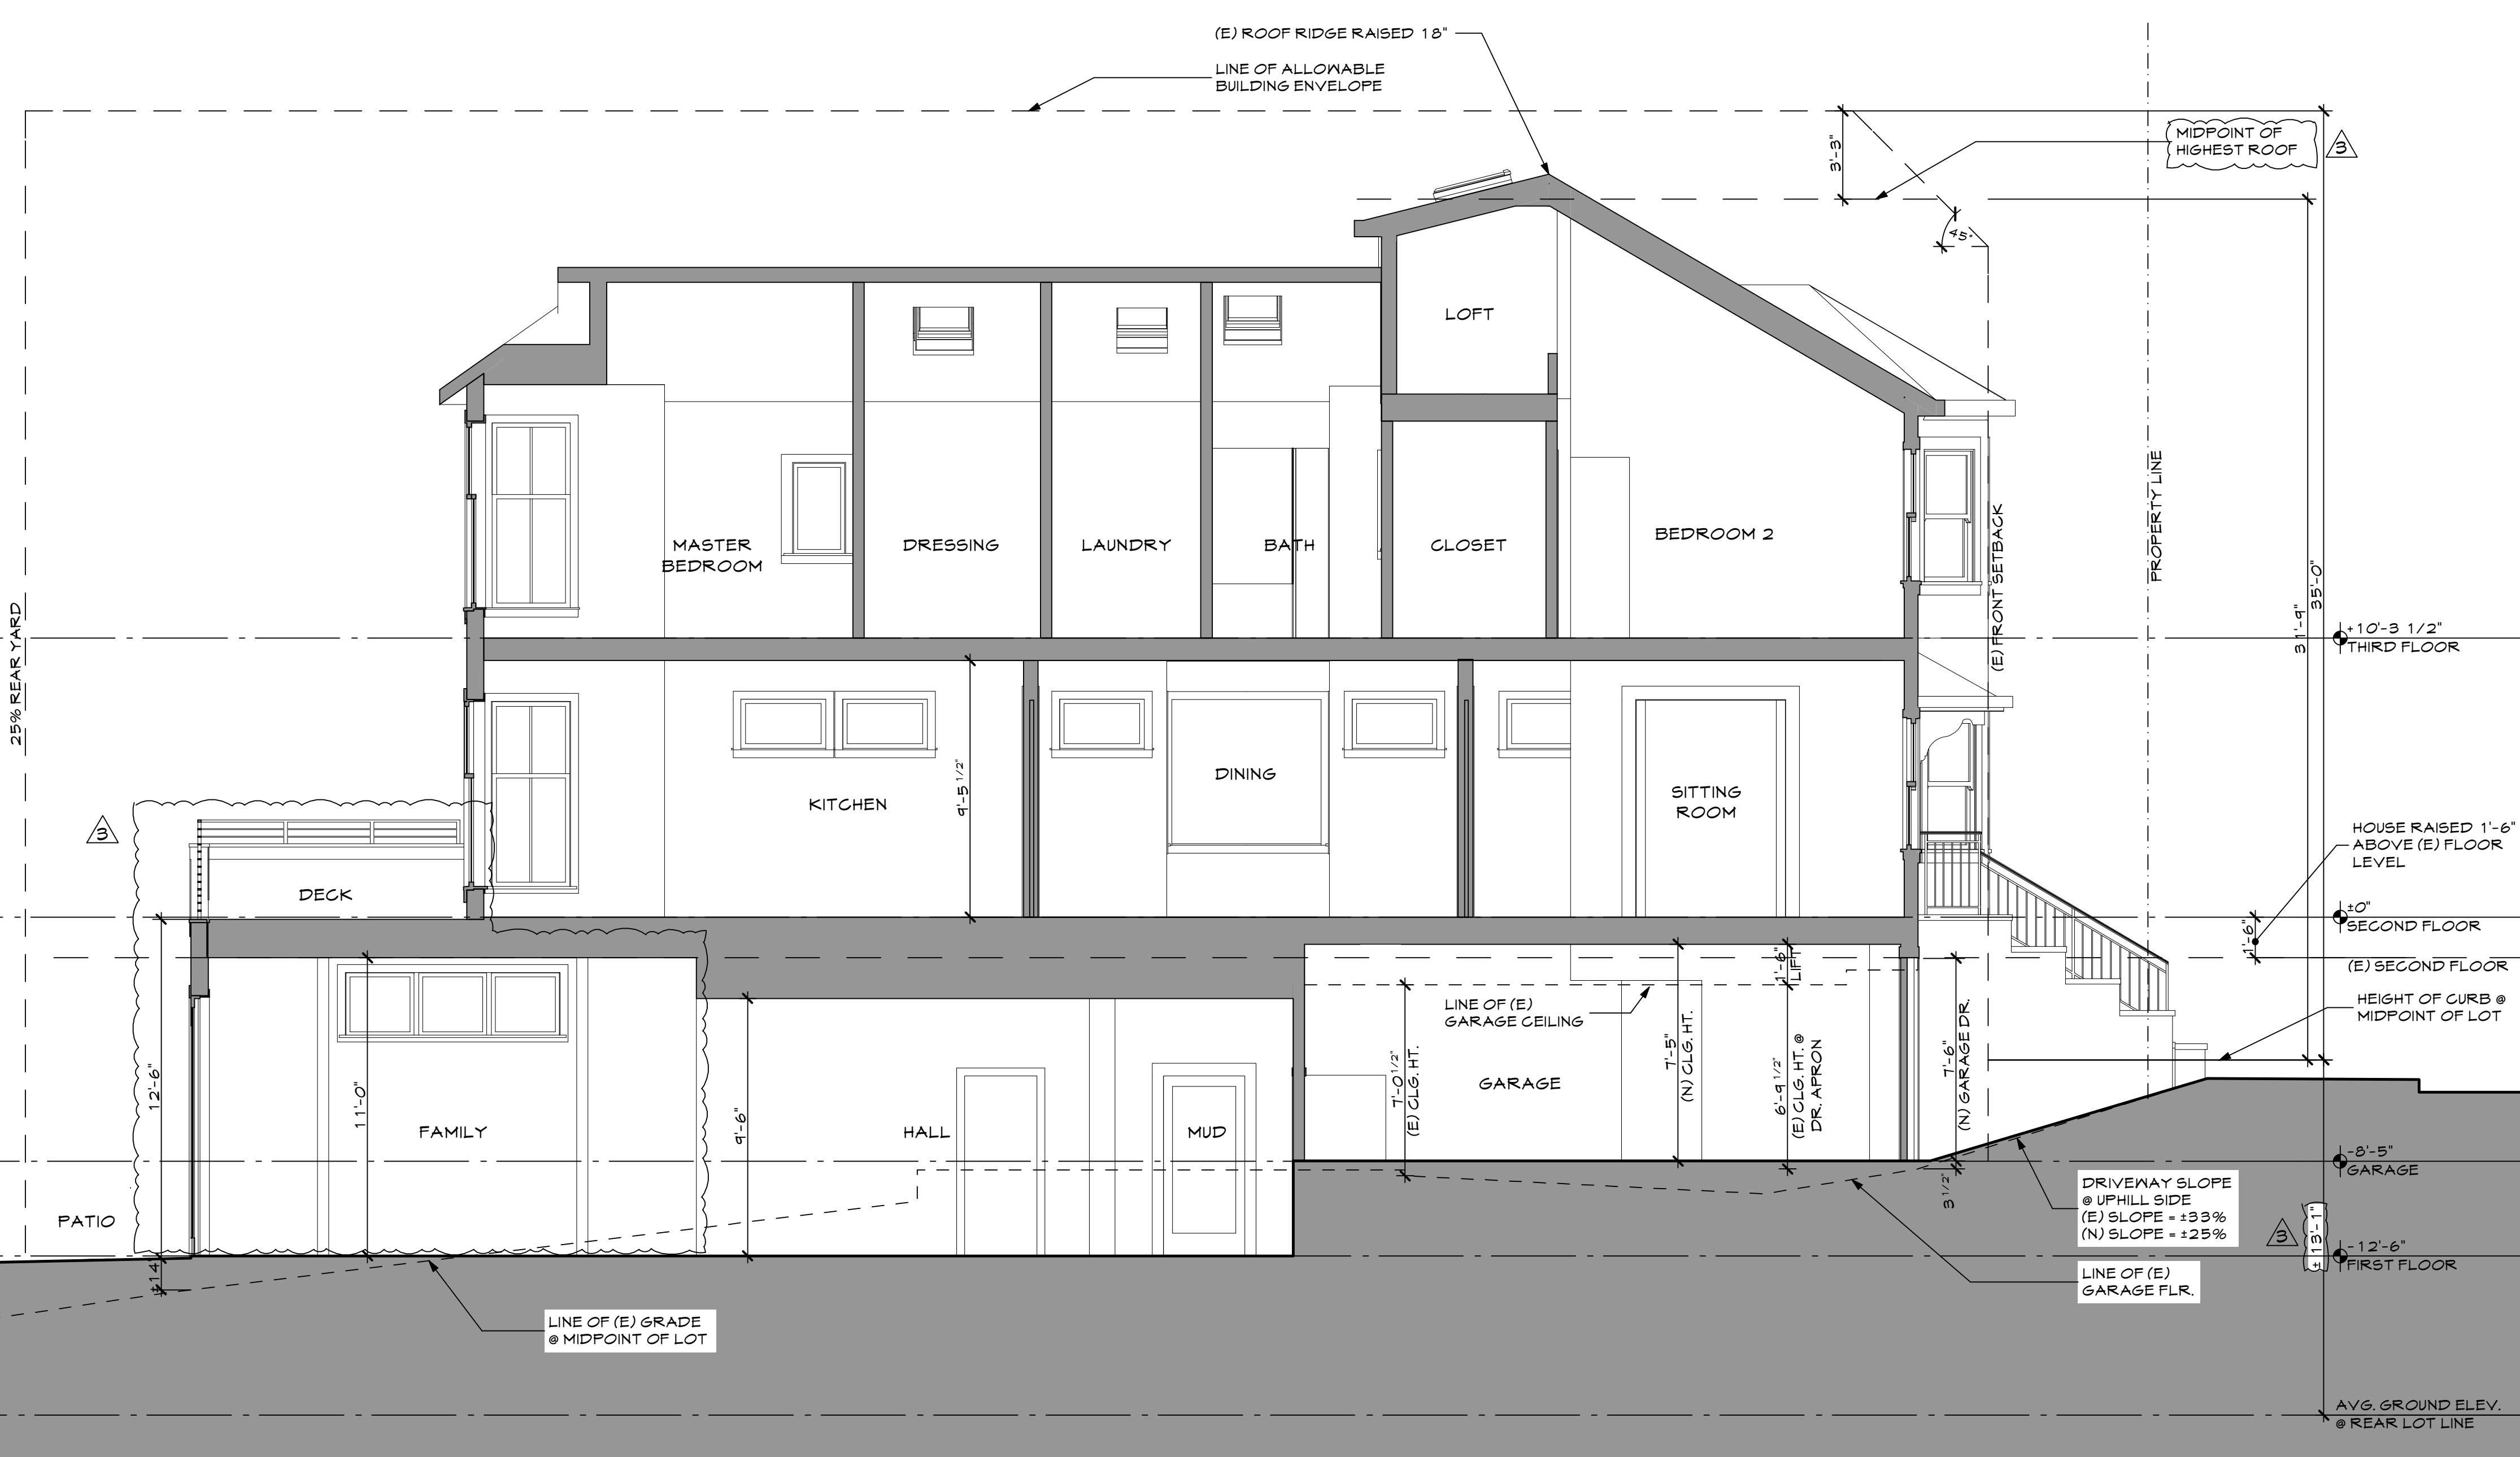 (E) ROOF RIDGE RAISED 18"
LINE OF ALLOWABLE
BUILDING ENVELOPE
MIDPOINT OF
HIGHEST ROOF
3
3'-3"
45°
LOFT
MASTER
BEDROOM
DRESSING
LAUNDRY
BATH
CLOSET
BEDROOM 2
(E) FRONT SETBACK
PROPERTY LINE
25% REAR YARD
31'-9"
35'-0"
+10'-3 1/2"
THIRD FLOOR
9'-5 1/2"
KITCHEN
DINING
SITTING
ROOM
3
DECK
HOUSE RAISED 1'-6"
ABOVE (E) FLOOR
LEVEL
±0"
SECOND FLOOR
1'-6"
(E) SECOND FLOOR
HEIGHT OF CURB @
MIDPOINT OF LOT
1'-6"
LIFT
LINE OF (E)
GARAGE CEILING
12'-6"
11'-0"
9'-6"
7'-0 1/2"
(E) CLG. HT.
7'-5"
(N) CLG. HT.
6'-9 1/2"
(E) CLG. HT. @
DR. APRON
7'-6"
(N) GARAGE DR.
GARAGE
FAMILY
HALL
MUD
-8'-5"
GARAGE
3 1/2"
PATIO
DRIVEWAY SLOPE
@ UPHILL SIDE
(E) SLOPE = ±33%
(N) SLOPE = ±25%
3
±13'-1"
-12'-6"
FIRST FLOOR
±14
LINE OF (E)
GARAGE FLR.
LINE OF (E) GRADE
@ MIDPOINT OF LOT
AVG. GROUND ELEV.
@ REAR LOT LINE